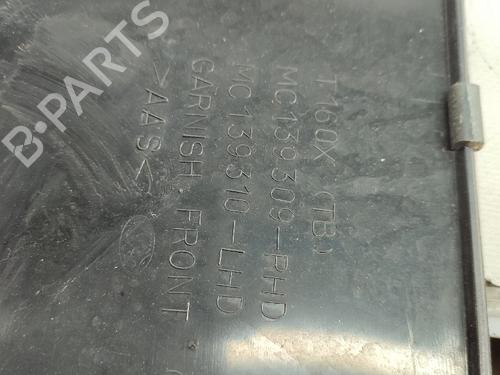 T160X (TB)
MC139309-RHD
MC139310-LHD
GARNISH, FRONT
>AAS<
B-PARTS